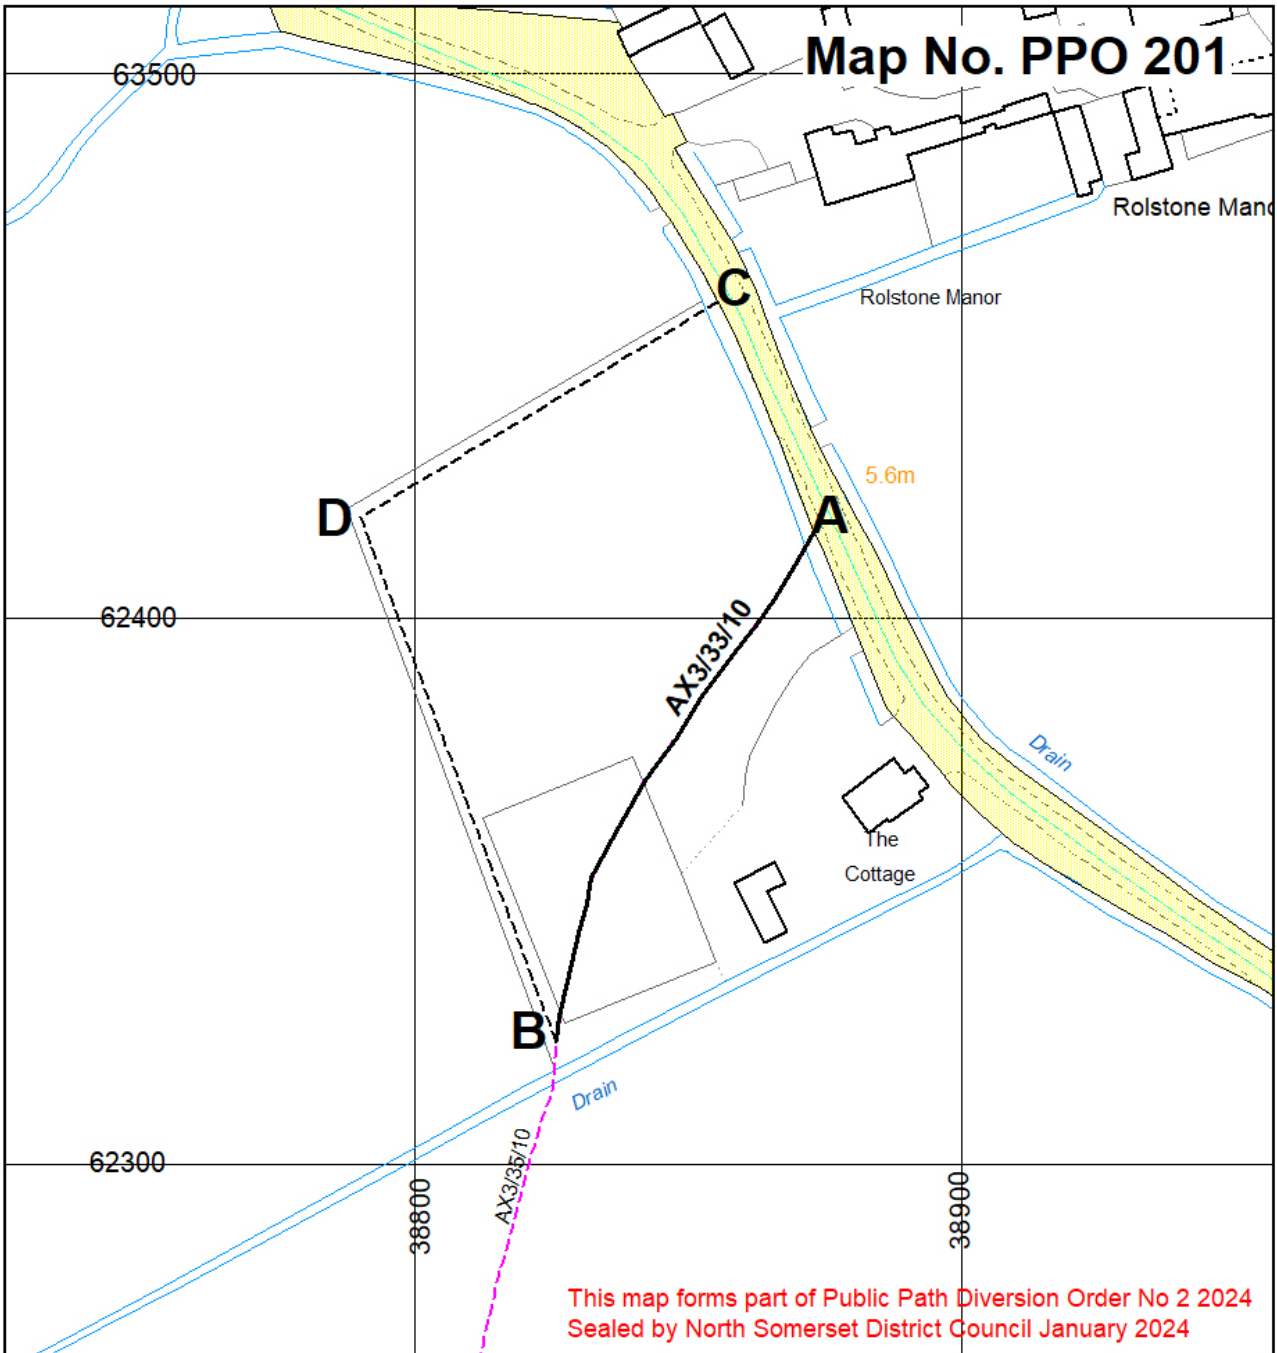 Map No. PPO 201
63500
Rolstone Mano
C
Rolstone Manor
5.6m
D
A
62400
AX3/33/10
Drain
The
Cottage
B
Drain
AX3/35/10
62300
38800
38900
This map forms part of Public Path Diversion Order No 2 2024
Sealed by North Somerset District Council January 2024